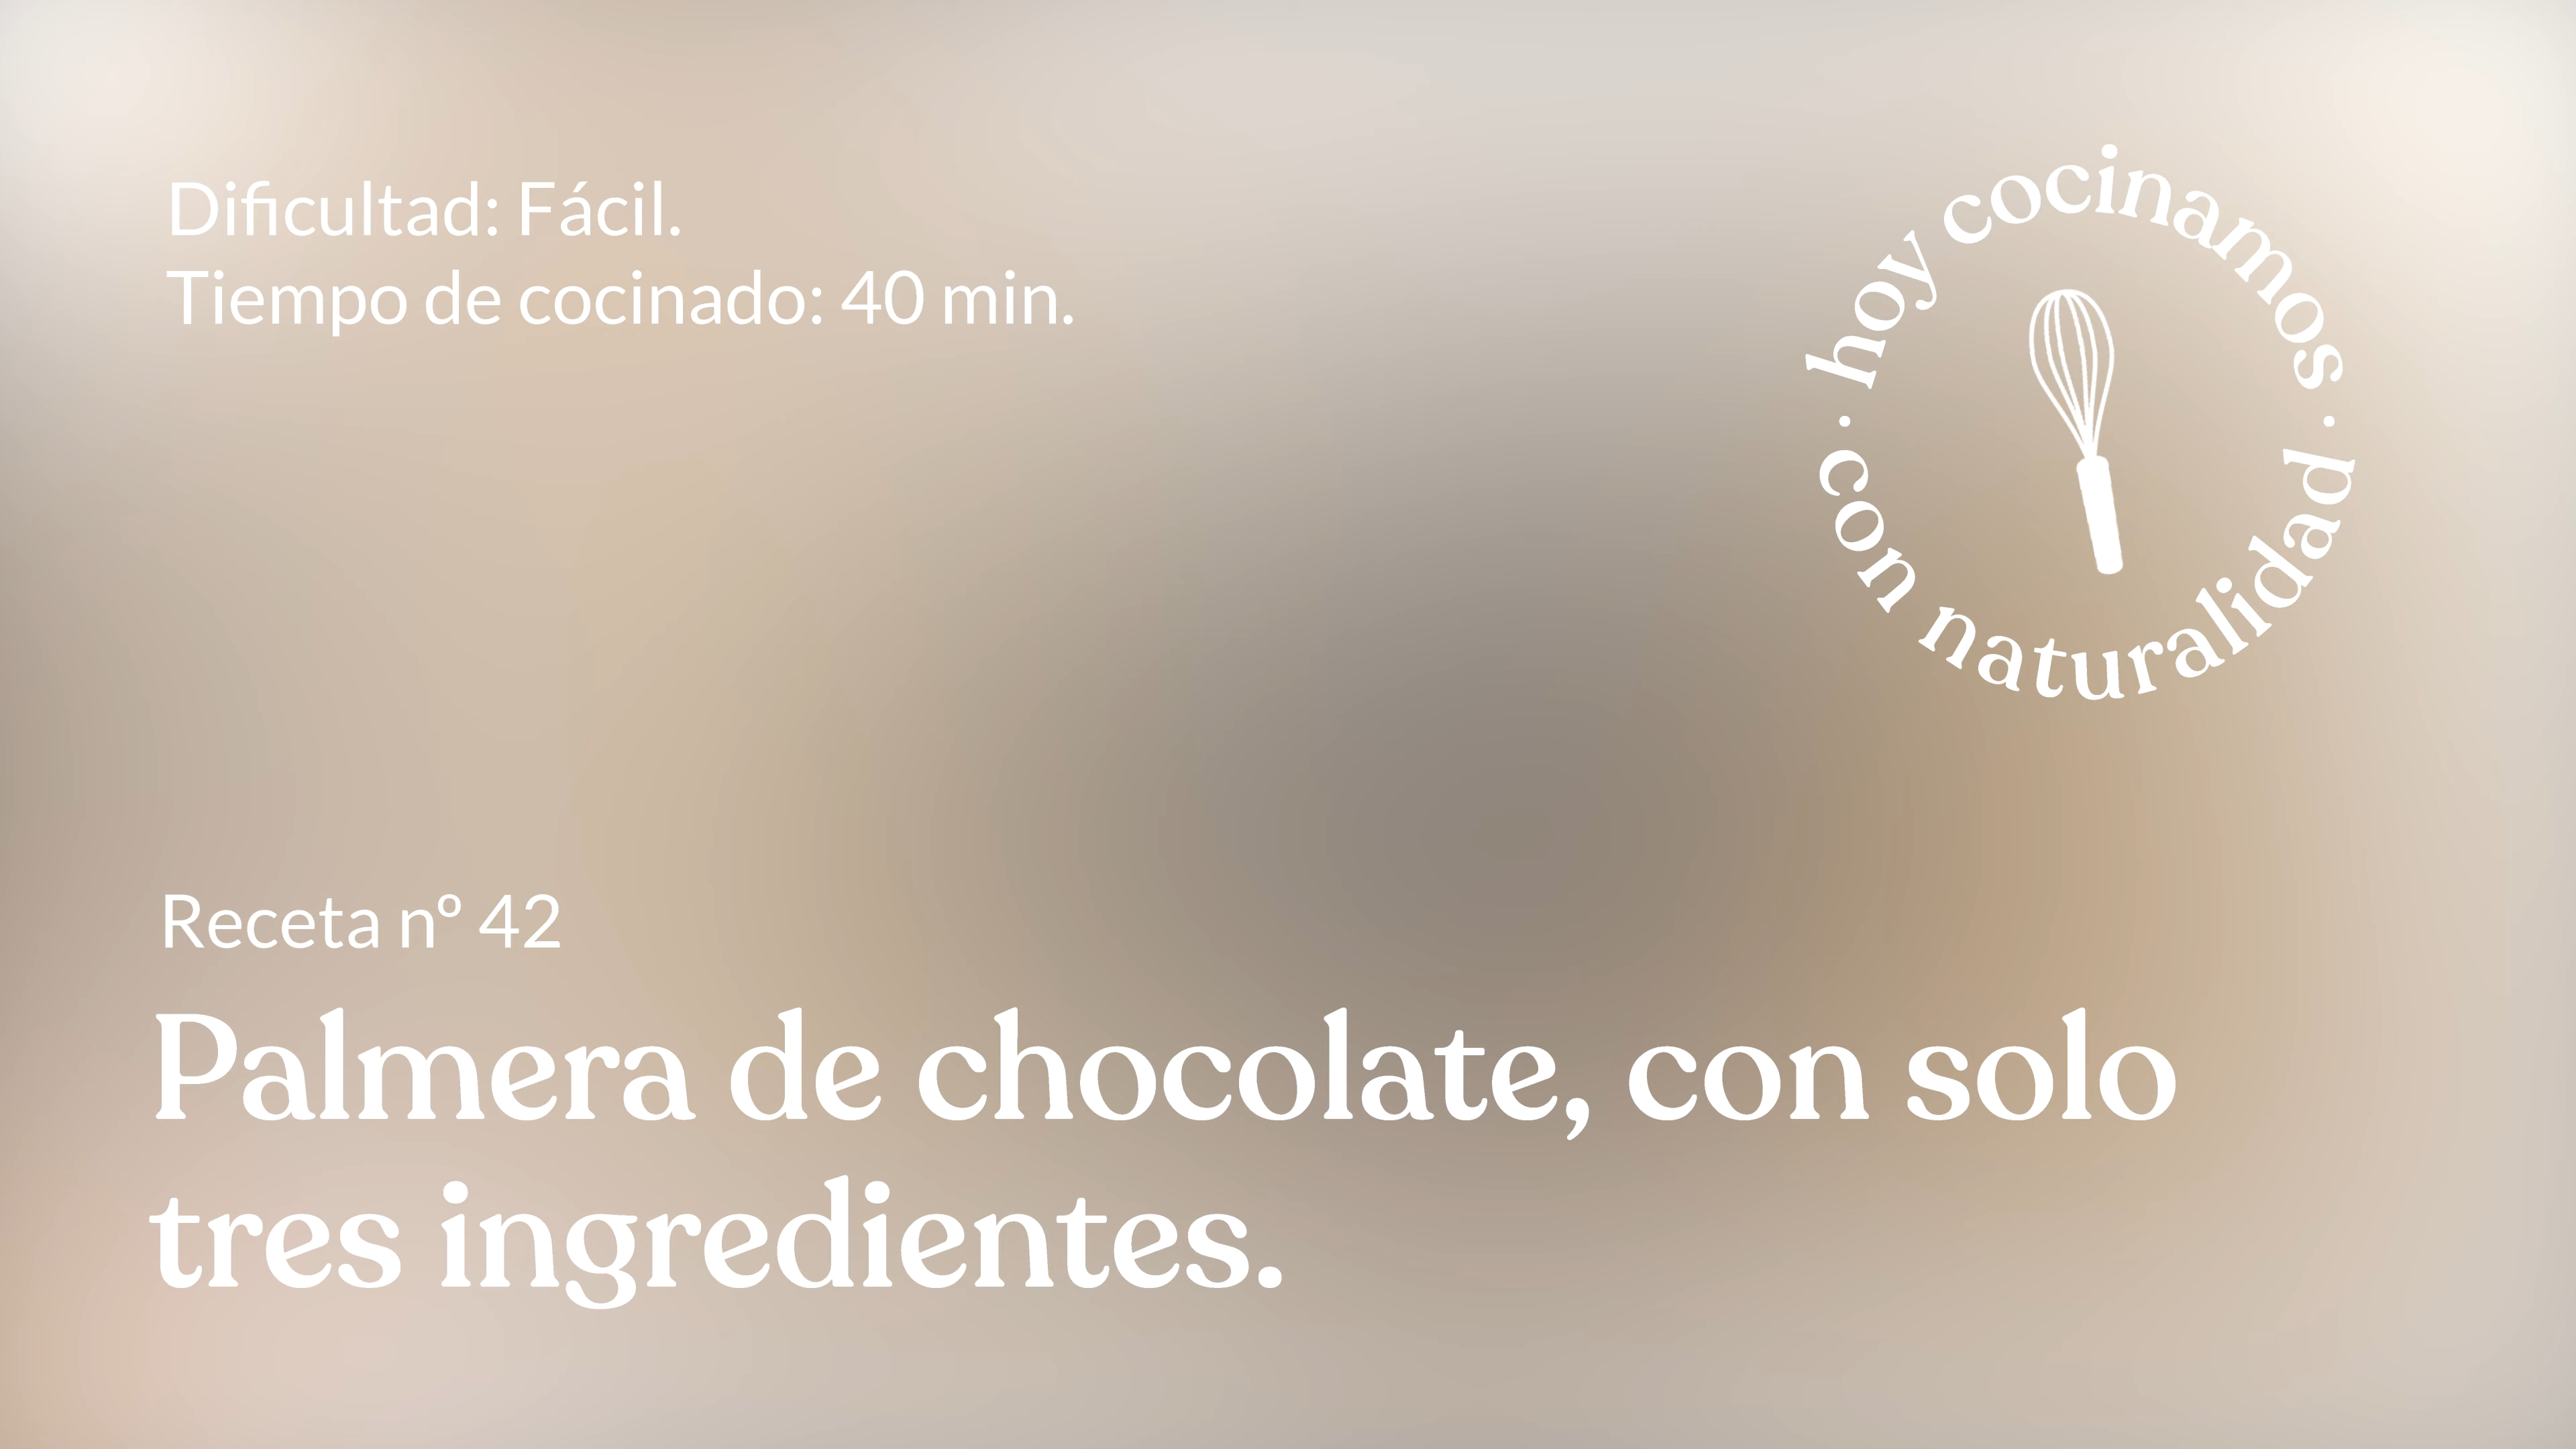 Dificultad: Fácil.
Tiempo de cocinado: 40 min.
· hoy cocinamos ·
con naturalidad
Receta nº 42
Palmera de chocolate, con solo
tres ingredientes.